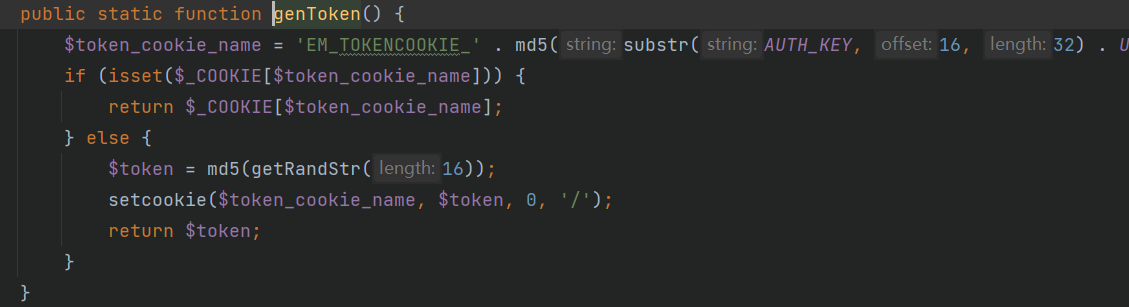 public static function genToken() {
$token_cookie_name = 'EM_TOKENCOOKIE_' . md5( string: substr( string: AUTH_KEY, offset: 16, length: 32) . U
if (isset($_COOKIE[$token_cookie_name])) {
return $_COOKIE[$token_cookie_name];
} else {
$token = md5(getRandStr( length: 16));
setcookie($token_cookie_name, $token, 0, '/');
return $token;
}
}